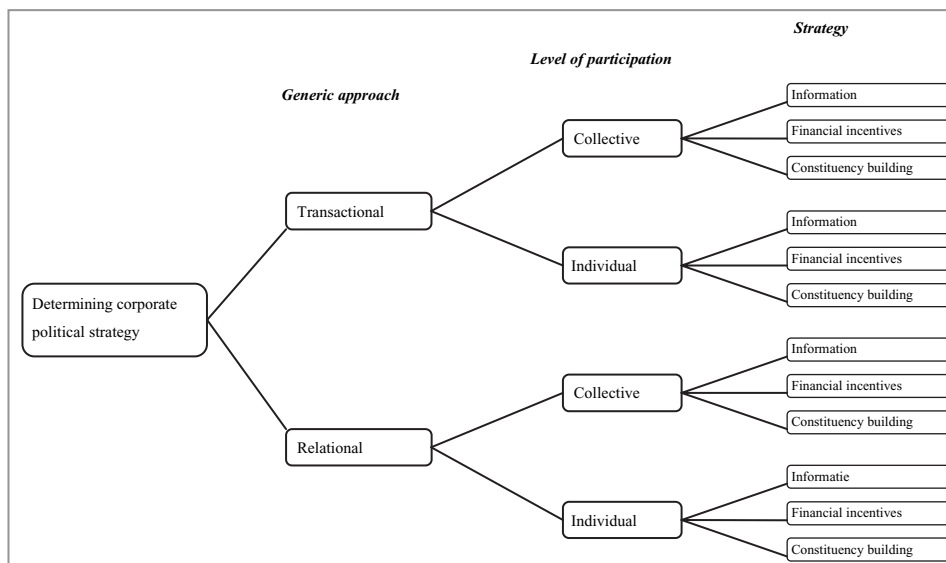 Strategy
Level of participation
Generic approach
Information
Financial incentives
Constituency building
Collective
Transactional
Information
Financial incentives
Constituency building
Individual
Determining corporate
political strategy
Information
Financial incentives
Constituency building
Collective
Relational
Informatie
Financial incentives
Constituency building
Individual